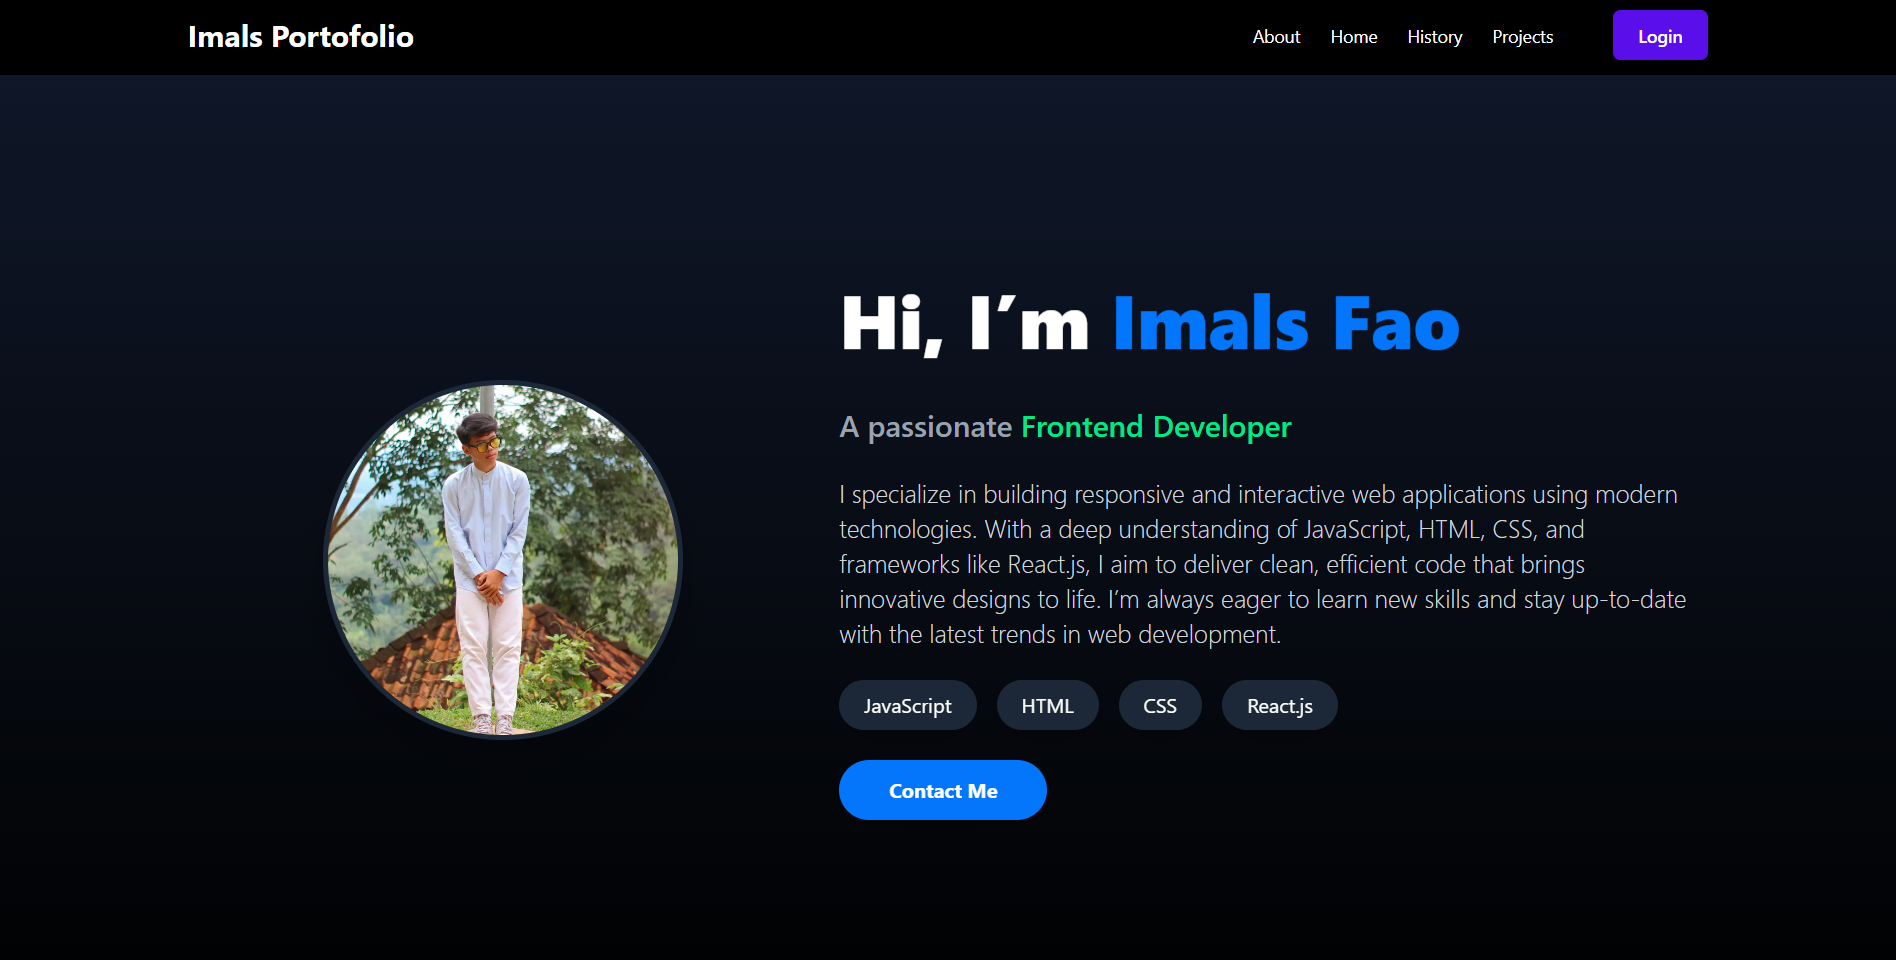 Imals Portofolio
About Home History Projects Login
Hi, I’m Imals Fao
A passionate Frontend Developer
I specialize in building responsive and interactive web applications using modern
technologies. With a deep understanding of JavaScript, HTML, CSS, and
frameworks like React.js, I aim to deliver clean, efficient code that brings
innovative designs to life. I’m always eager to learn new skills and stay up-to-date
with the latest trends in web development.
JavaScript HTML CSS React.js
Contact Me